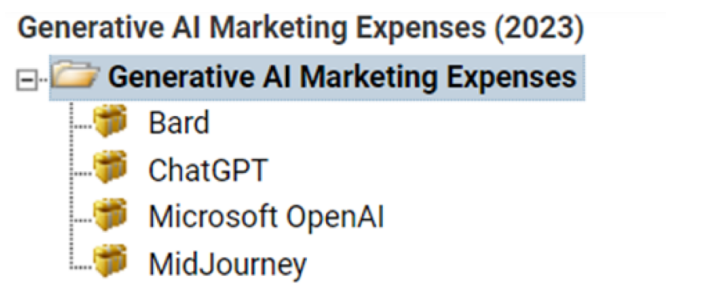 Generative AI Marketing Expenses (2023)
Generative AI Marketing Expenses
Bard
ChatGPT
Microsoft OpenAI
MidJourney